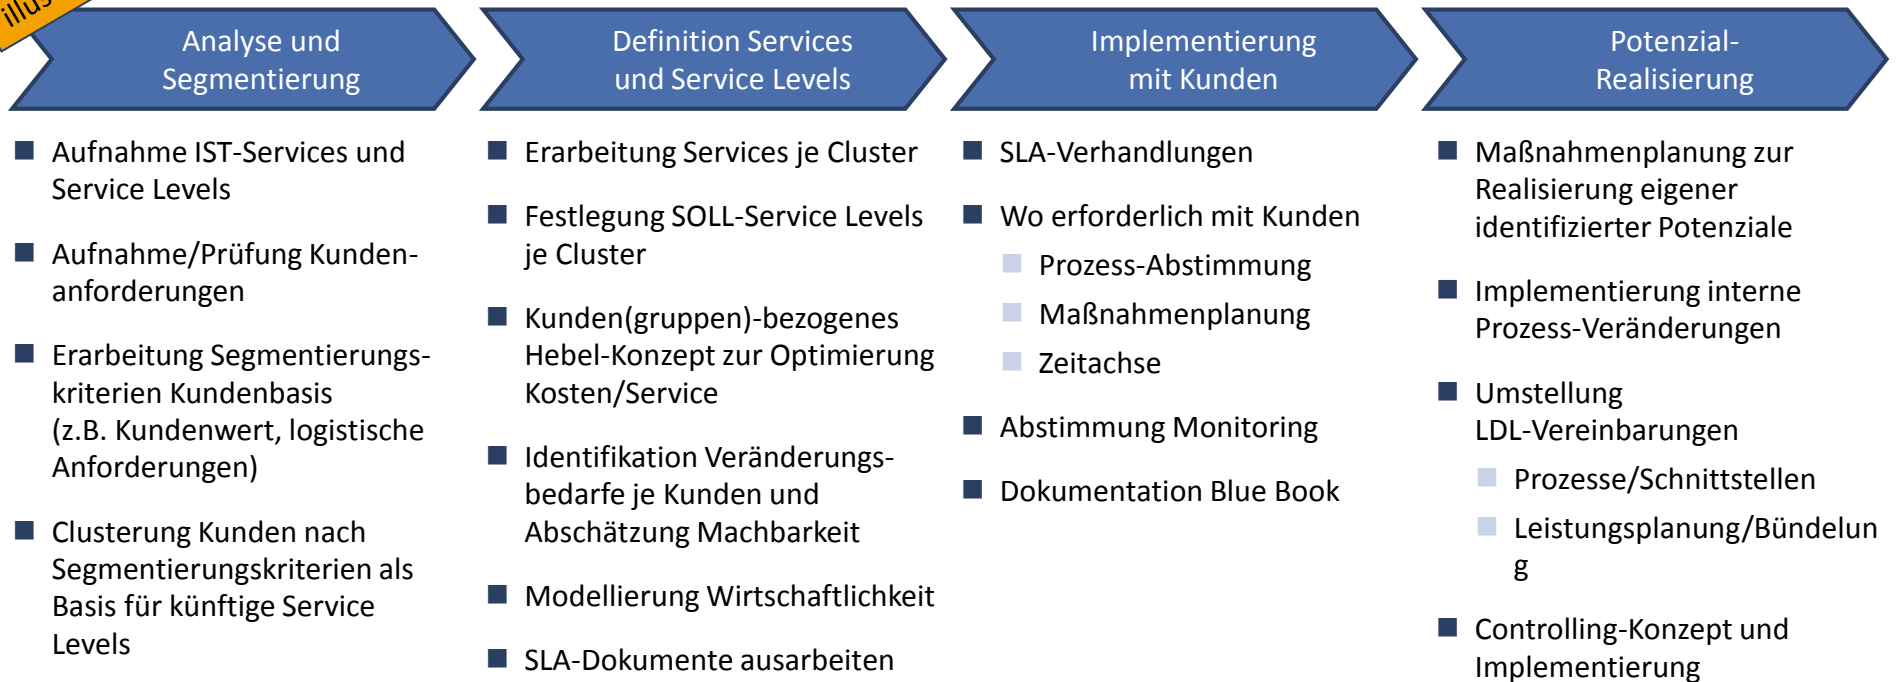 Analyse und
Segmentierung
Definition Services
und Service Levels
Implementierung
mit Kunden
Potenzial-
Realisierung
Aufnahme IST-Services und
Service Levels
Aufnahme/Prüfung Kunden-
anforderungen
Erarbeitung Segmentierungs-
kriterien Kundenbasis
(z.B. Kundenwert, logistische
Anforderungen)
Clusterung Kunden nach
Segmentierungskriterien als
Basis für künftige Service
Levels
Erarbeitung Services je Cluster
Festlegung SOLL-Service Levels
je Cluster
Kunden(gruppen)-bezogenes
Hebel-Konzept zur Optimierung
Kosten/Service
Identifikation Veränderungs-
bedarfe je Kunden und
Abschätzung Machbarkeit
Modellierung Wirtschaftlichkeit
SLA-Dokumente ausarbeiten
SLA-Verhandlungen
Wo erforderlich mit Kunden
Prozess-Abstimmung
Maßnahmenplanung
Zeitachse
Abstimmung Monitoring
Dokumentation Blue Book
Maßnahmenplanung zur
Realisierung eigener
identifizierter Potenziale
Implementierung interne
Prozess-Veränderungen
Umstellung
LDL-Vereinbarungen
Prozesse/Schnittstellen
Leistungsplanung/Bündelun
g
Controlling-Konzept und
Implementierung